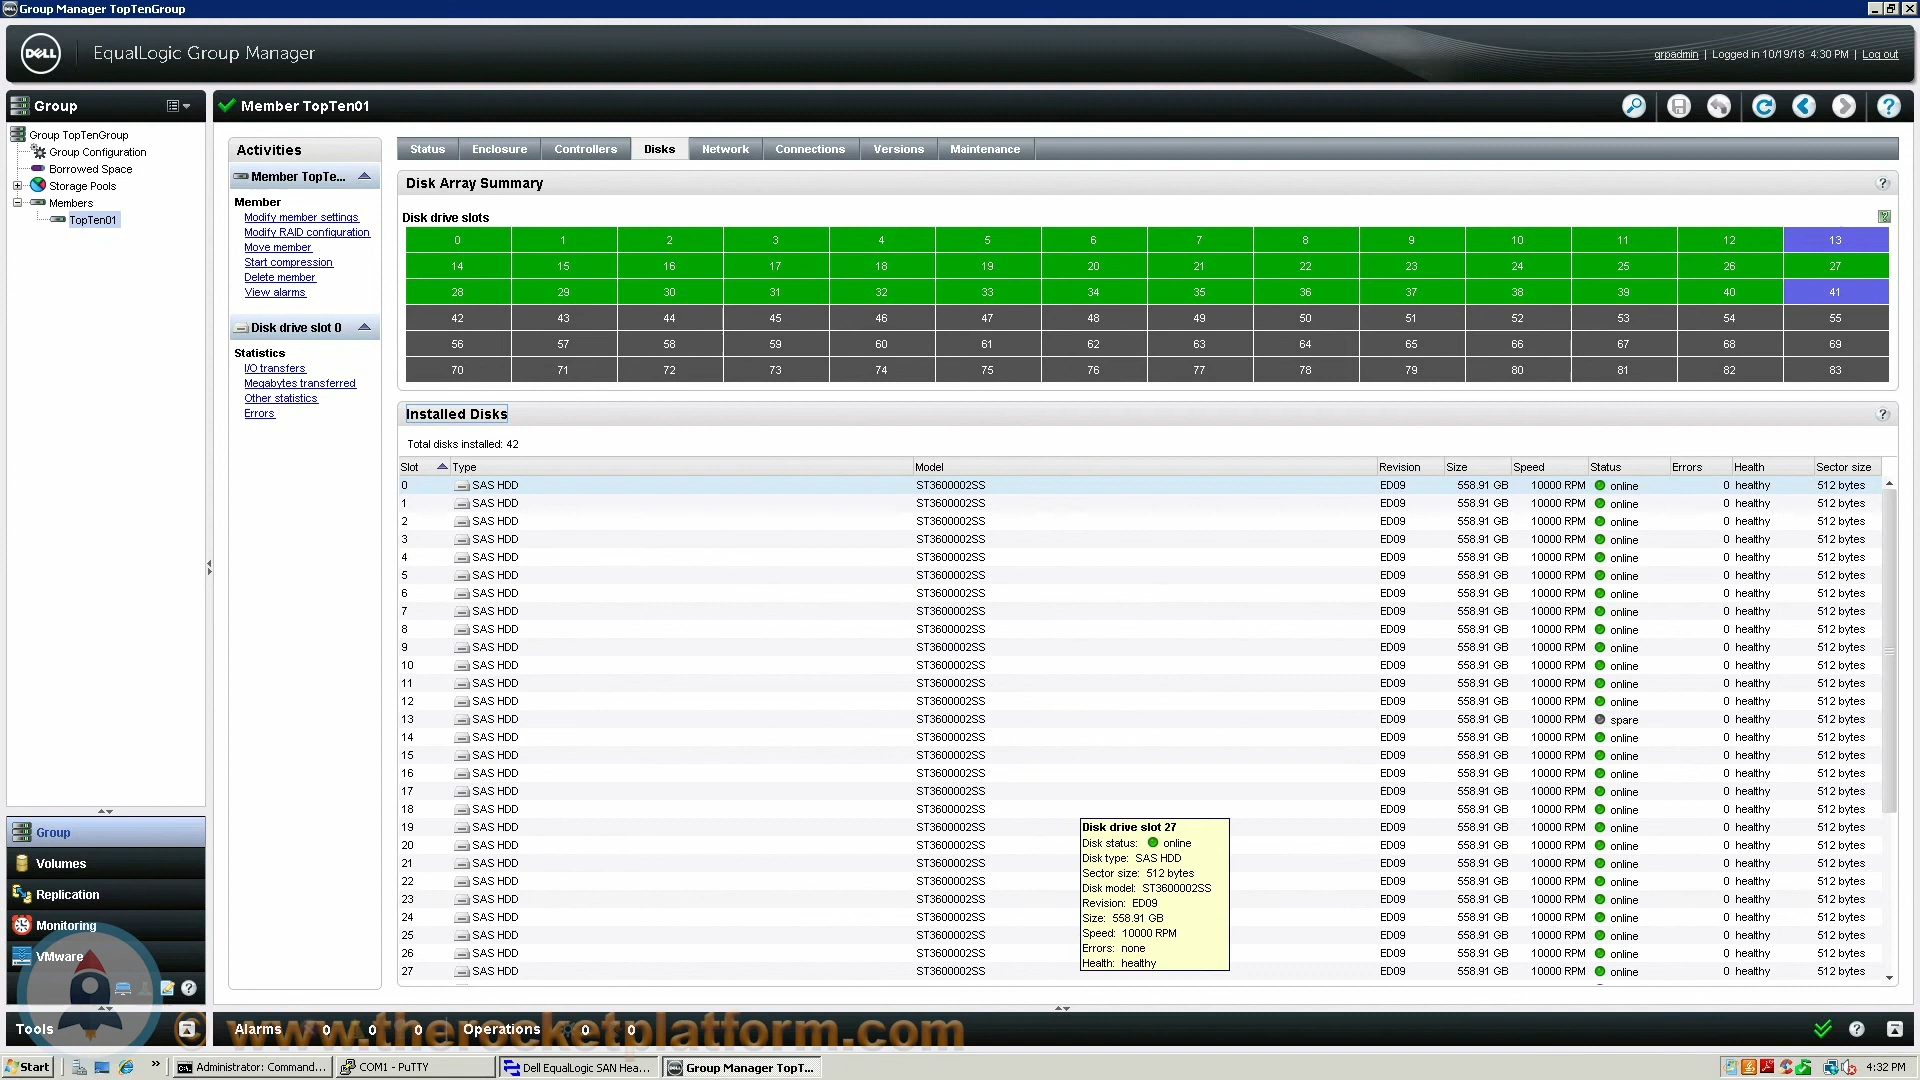 Group Manager TopTenGroup
DELL EqualLogic Group Manager
grpadmin | Logged in 10/19/18 4:30 PM | Log out
Group
Group TopTenGroup
Group Configuration
Borrowed Space
Storage Pools
Members
TopTen01
Member TopTen01
Activities
Member TopTe...
Member
Modify member settings
Modify RAID configuration
Move member
Start compression
Delete member
View alarms
Disk drive slot 0
Statistics
I/O transfers
Megabytes transferred
Other statistics
Errors
Status Enclosure Controllers Disks Network Connections Versions Maintenance
Disk Array Summary
Disk drive slots
0 1 2 3 4 5 6 7 8 9 10 11 12 13
14 15 16 17 18 19 20 21 22 23 24 25 26 27
28 29 30 31 32 33 34 35 36 37 38 39 40 41
42 43 44 45 46 47 48 49 50 51 52 53 54 55
56 57 58 59 60 61 62 63 64 65 66 67 68 69
70 71 72 73 74 75 76 77 78 79 80 81 82 83
Installed Disks
Total disks installed: 42
Slot Type Model Revision Size Speed Status Errors Health Sector size
0 SAS HDD ST3600002SS ED09 558.91 GB 10000 RPM online 0 healthy 512 bytes
1 SAS HDD ST3600002SS ED09 558.91 GB 10000 RPM online 0 healthy 512 bytes
2 SAS HDD ST3600002SS ED09 558.91 GB 10000 RPM online 0 healthy 512 bytes
3 SAS HDD ST3600002SS ED09 558.91 GB 10000 RPM online 0 healthy 512 bytes
4 SAS HDD ST3600002SS ED09 558.91 GB 10000 RPM online 0 healthy 512 bytes
5 SAS HDD ST3600002SS ED09 558.91 GB 10000 RPM online 0 healthy 512 bytes
6 SAS HDD ST3600002SS ED09 558.91 GB 10000 RPM online 0 healthy 512 bytes
7 SAS HDD ST3600002SS ED09 558.91 GB 10000 RPM online 0 healthy 512 bytes
8 SAS HDD ST3600002SS ED09 558.91 GB 10000 RPM online 0 healthy 512 bytes
9 SAS HDD ST3600002SS ED09 558.91 GB 10000 RPM online 0 healthy 512 bytes
10 SAS HDD ST3600002SS ED09 558.91 GB 10000 RPM online 0 healthy 512 bytes
11 SAS HDD ST3600002SS ED09 558.91 GB 10000 RPM online 0 healthy 512 bytes
12 SAS HDD ST3600002SS ED09 558.91 GB 10000 RPM online 0 healthy 512 bytes
13 SAS HDD ST3600002SS ED09 558.91 GB 10000 RPM spare 0 healthy 512 bytes
14 SAS HDD ST3600002SS ED09 558.91 GB 10000 RPM online 0 healthy 512 bytes
15 SAS HDD ST3600002SS ED09 558.91 GB 10000 RPM online 0 healthy 512 bytes
16 SAS HDD ST3600002SS ED09 558.91 GB 10000 RPM online 0 healthy 512 bytes
17 SAS HDD ST3600002SS ED09 558.91 GB 10000 RPM online 0 healthy 512 bytes
18 SAS HDD ST3600002SS ED09 558.91 GB 10000 RPM online 0 healthy 512 bytes
19 SAS HDD ST3600002SS ED09 558.91 GB 10000 RPM online 0 healthy 512 bytes
20 SAS HDD ST3600002SS ED09 558.91 GB 10000 RPM online 0 healthy 512 bytes
21 SAS HDD ST3600002SS ED09 558.91 GB 10000 RPM online 0 healthy 512 bytes
22 SAS HDD ST3600002SS ED09 558.91 GB 10000 RPM online 0 healthy 512 bytes
23 SAS HDD ST3600002SS ED09 558.91 GB 10000 RPM online 0 healthy 512 bytes
24 SAS HDD ST3600002SS ED09 558.91 GB 10000 RPM online 0 healthy 512 bytes
25 SAS HDD ST3600002SS ED09 558.91 GB 10000 RPM online 0 healthy 512 bytes
26 SAS HDD ST3600002SS ED09 558.91 GB 10000 RPM online 0 healthy 512 bytes
27 SAS HDD ST3600002SS ED09 558.91 GB 10000 RPM online 0 healthy 512 bytes
Disk drive slot 27
Disk status: online
Disk type: SAS HDD
Sector size: 512 bytes
Disk model: ST3600002SS
Revision: ED09
Size: 558.91 GB
Speed: 10000 RPM
Errors: none
Health: healthy
Group
Volumes
Replication
Monitoring
VMware
Tools
Alarms 0 0 0 Operations 0 0
© www.therocketplatform.com
Start » Administrator: Command... COM1 - PuTTY Dell EqualLogic SAN Hea... Group Manager TopT... 4:32 PM